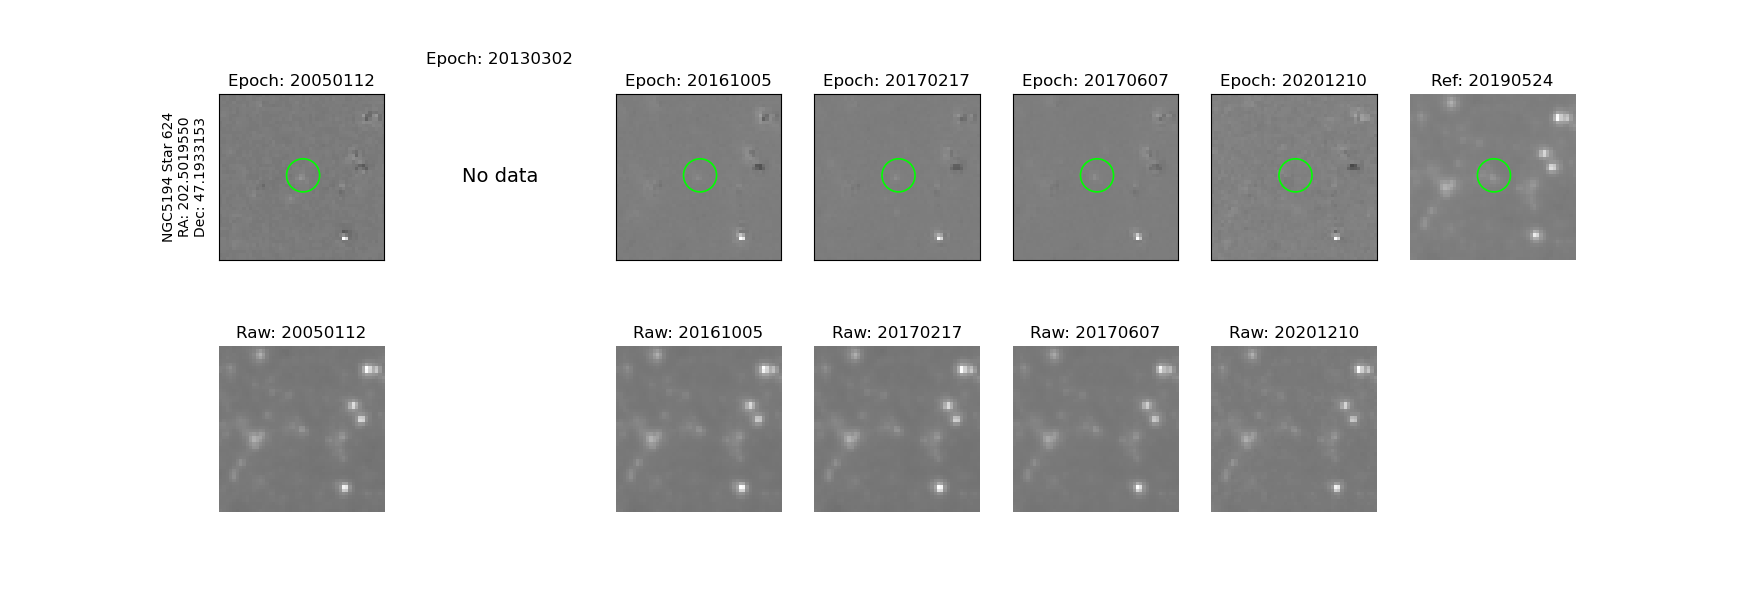 Epoch: 20130302
Epoch: 20050112
Epoch: 20161005
Epoch: 20170217
Epoch: 20170607
Epoch: 20201210
Ref: 20190524
NGC5194 Star 624
RA: 202.5019550
Dec: 47.1933153
No data
Raw: 20050112
Raw: 20161005
Raw: 20170217
Raw: 20170607
Raw: 20201210